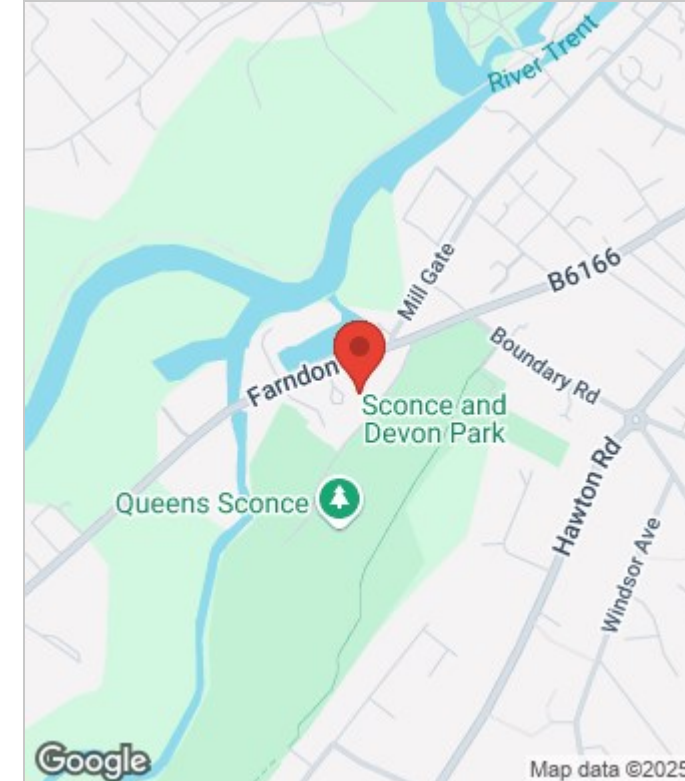 River Trent
Mill Gate
B6166
Boundary Rd
Farndon
Sconce and
Devon Park
Queens Sconce
Hawton Rd
Windsor Ave
Google
Map data ©2025